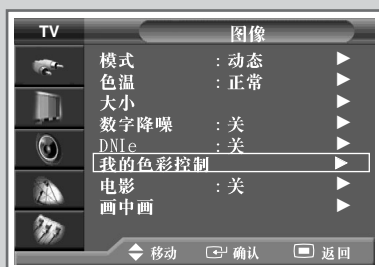 TV 图像
模式 : 动态
色温 : 正常
大小
数字降噪 : 关
DNIe : 关
我的色彩控制
电影 : 关
画中画
移动 确认 返回